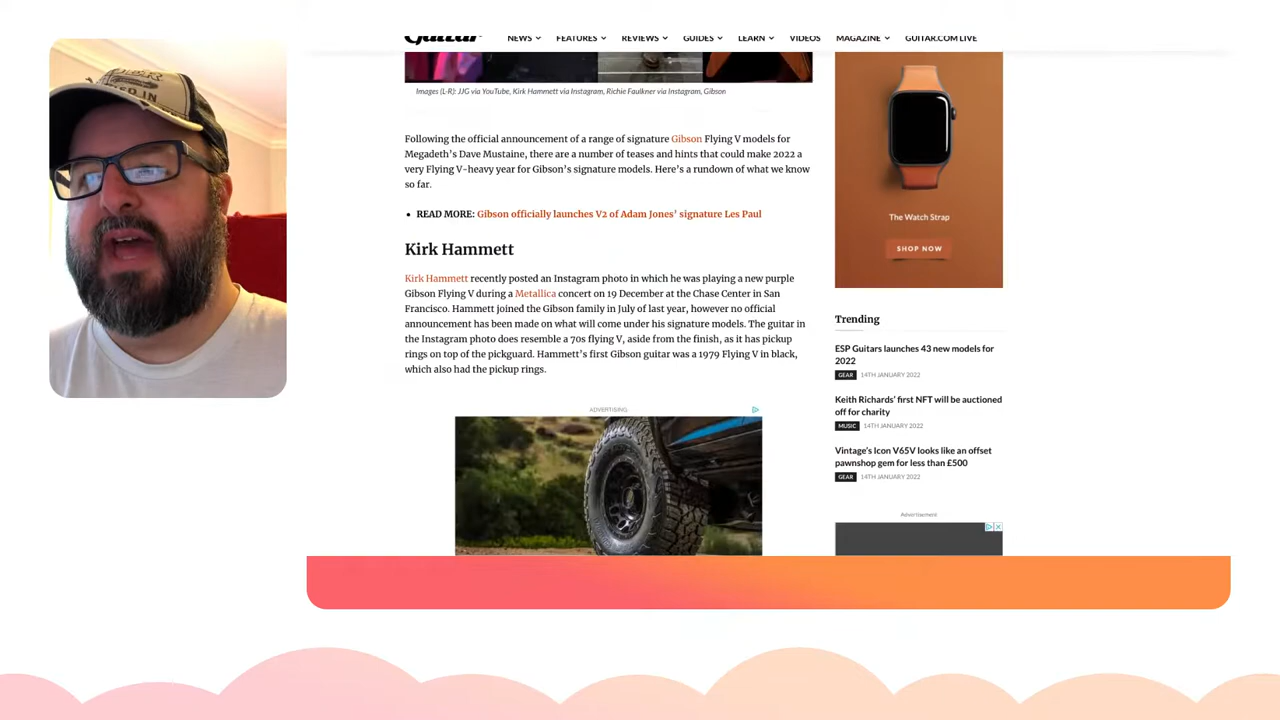 Guitar
NEWS FEATURES REVIEWS GUIDES LEARN VIDEOS MAGAZINE GUITAR.COM LIVE
Images (L-R): JJG via YouTube, Kirk Hammett via Instagram, Richie Faulkner via Instagram, Gibson
Following the official announcement of a range of signature Gibson Flying V models for
Megadeth's Dave Mustaine, there are a number of teases and hints that could make 2022 a
very Flying V-heavy year for Gibson's signature models. Here's a rundown of what we know
so far.
• READ MORE: Gibson officially launches V2 of Adam Jones' signature Les Paul
Kirk Hammett
Kirk Hammett recently posted an Instagram photo in which he was playing a new purple
Gibson Flying V during a Metallica concert on 19 December at the Chase Center in San
Francisco. Hammett joined the Gibson family in July of last year, however no official
announcement has been made on what will come under his signature models. The guitar in
the Instagram photo does resemble a 70s flying V, aside from the finish, as it has pickup
rings on top of the pickguard. Hammett's first Gibson guitar was a 1979 Flying V in black,
which also had the pickup rings.
ADVERTISING
The Watch Strap
SHOP NOW
Trending
ESP Guitars launches 43 new models for
2022
GEAR 14TH JANUARY 2022
Keith Richards' first NFT will be auctioned
off for charity
MUSIC 14TH JANUARY 2022
Vintage's Icon V65V looks like an offset
pawnshop gem for less than £500
GEAR 14TH JANUARY 2022
Advertisement